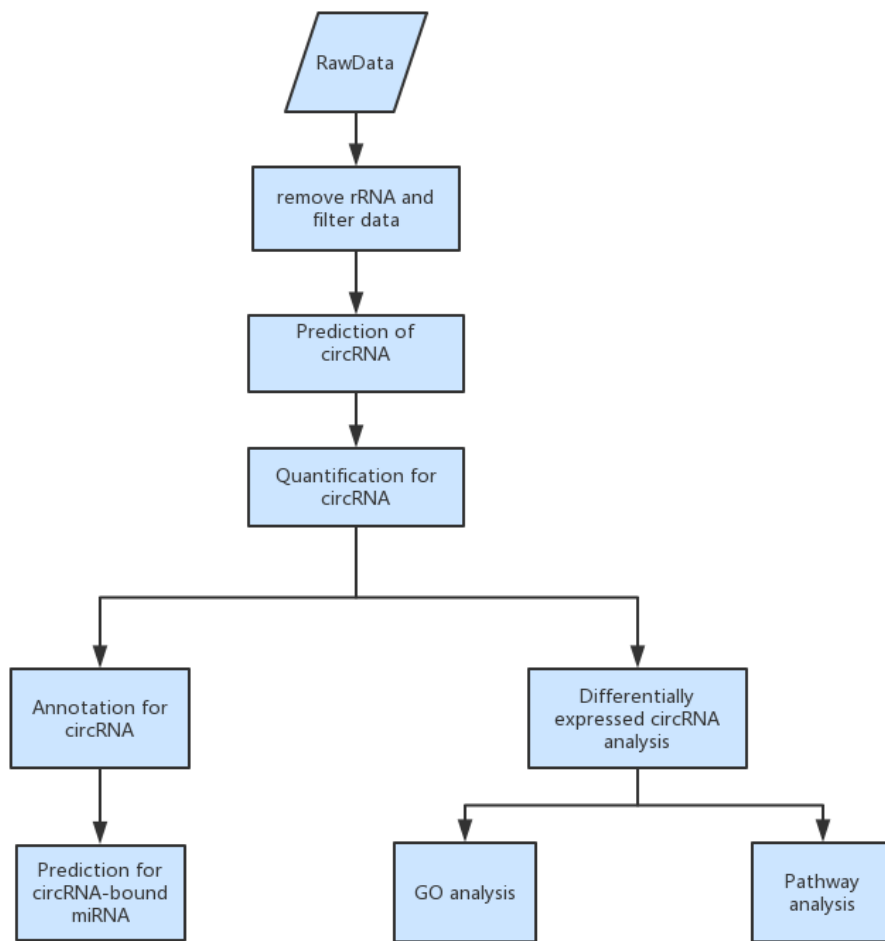 RawData
remove rRNA and
filter data
Prediction of
circRNA
Quantification for
circRNA
Annotation for
circRNA
Differentially
expressed circRNA
analysis
Prediction for
circRNA-bound
miRNA
GO analysis
Pathway
analysis